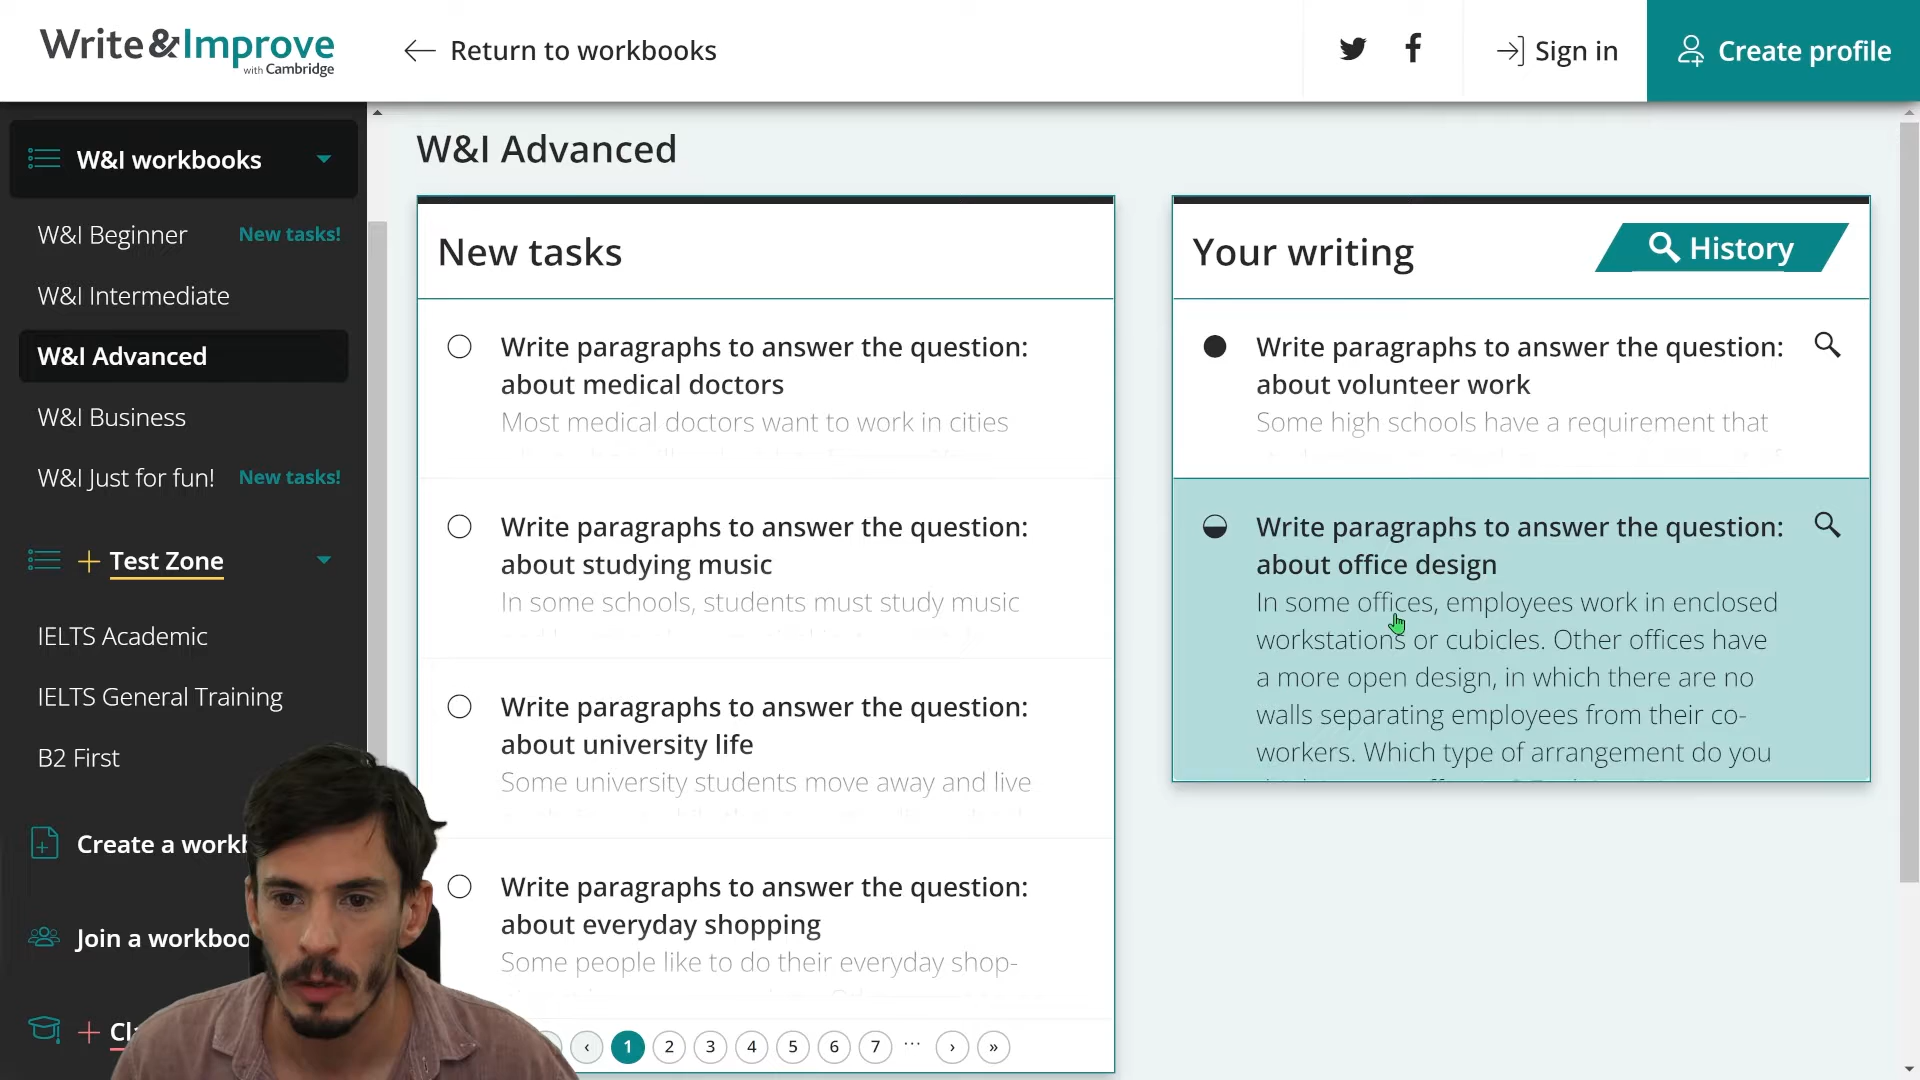 Write&Improve
with Cambridge
Return to workbooks
Sign in
Create profile
W&I workbooks
W&I Beginner New tasks!
W&I Intermediate
W&I Advanced
W&I Business
W&I Just for fun! New tasks!
Test Zone
IELTS Academic
IELTS General Training
B2 First
Create a
Join a
W&I Advanced
New tasks
Write paragraphs to answer the question:
about medical doctors
Most medical doctors want to work in cities
Write paragraphs to answer the question:
about studying music
In some schools, students must study music
Write paragraphs to answer the question:
about university life
Some university students move away and live
Write paragraphs to answer the question:
about everyday shopping
Some people like to do their everyday shop-
‹ 1 2 3 4 5 6 7 ... › »
Your writing
History
Write paragraphs to answer the question:
about volunteer work
Some high schools have a requirement that
Write paragraphs to answer the question:
about office design
In some offices, employees work in enclosed
workstations or cubicles. Other offices have
a more open design, in which there are no
walls separating employees from their co-
workers. Which type of arrangement do you